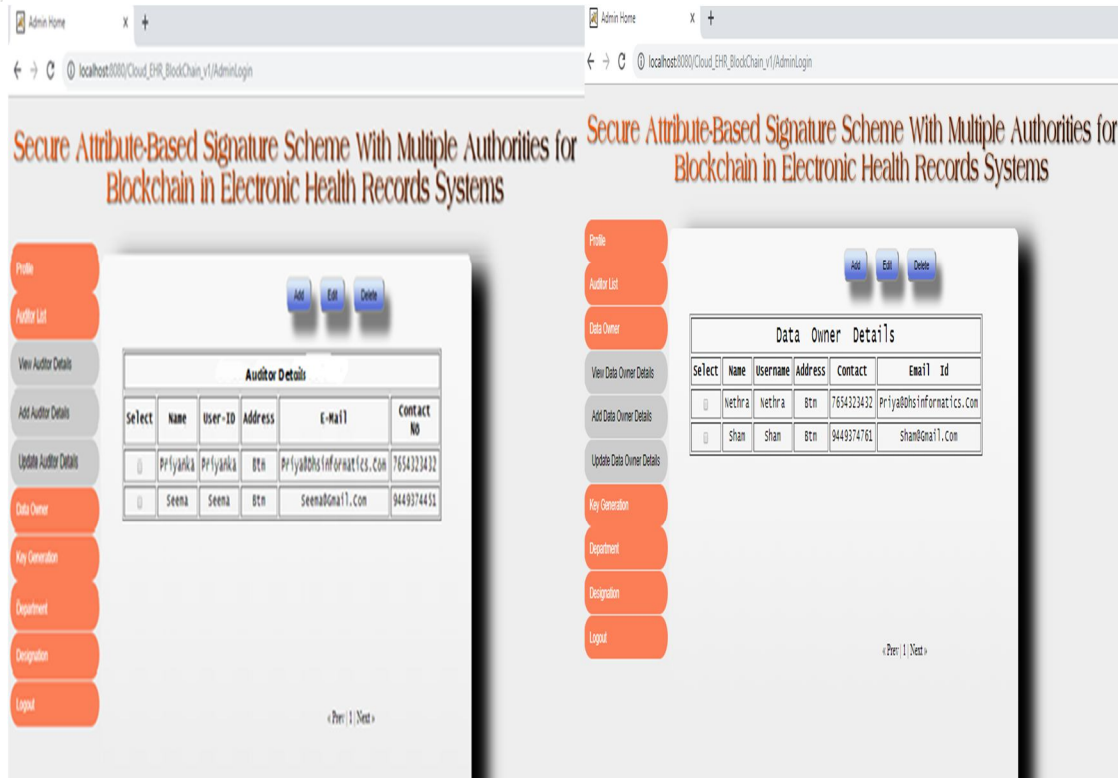 Admin Home x +
localhost:8080/Cloud_EHR_BlockChain_v1/AdminLogin
Secure Attribute-Based Signature Scheme With Multiple Authorities for
Blockchain in Electronic Health Records Systems
Profile
Auditor List
View Auditor Details
Add Auditor Details
Update Auditor Details
Data Owner
Key Generation
Department
Designation
Logout
Add Edit Delete
Auditor Details
Select Name User-ID Address E-Mail Contact
No
Priyanka Priyanka Btm Priya@Dhsinformatics.Com 7654323432
Seena Seena Btm Seena@Gmail.Com 9449374451
« Prev | 1 | Next »
Admin Home x +
localhost:8080/Cloud_EHR_BlockChain_v1/AdminLogin
Secure Attribute-Based Signature Scheme With Multiple Authorities for
Blockchain in Electronic Health Records Systems
Profile
Auditor List
Data Owner
View Data Owner Details
Add Data Owner Details
Update Data Owner Details
Key Generation
Department
Designation
Logout
Add Edit Delete
Data Owner Details
Select Name Username Address Contact Email Id
Nethra Nethra Btm 7654323432 Priya@Dhsinformatics.Com
Sham Sham Btm 9449374761 Sham@Gmail.Com
« Prev | 1 | Next »